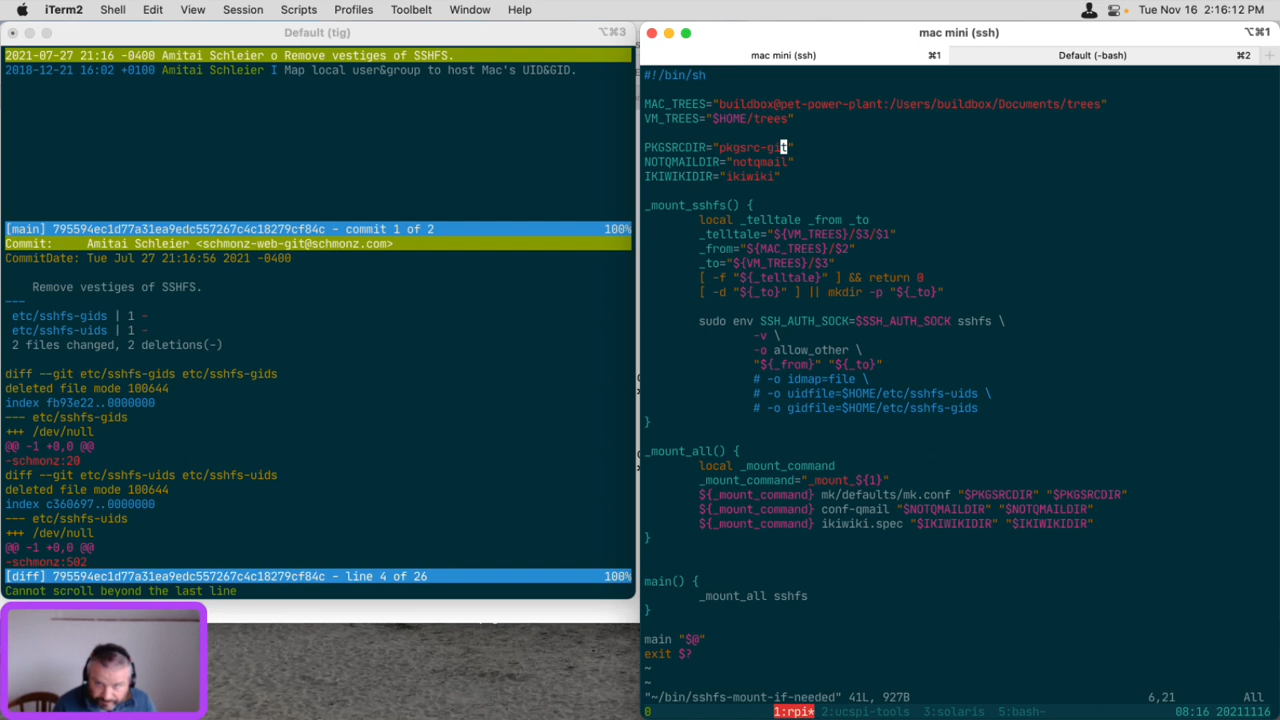 iTerm2 Shell Edit View Session Scripts Profiles Toolbelt Window Help Tue Nov 16 2:16:12 PM
Default (tig) ⌥⌘3
2021-07-27 21:16 -0400 Amitai Schleier o Remove vestiges of SSHFS.
2018-12-21 16:02 +0100 Amitai Schleier I Map local user&group to host Mac's UID&GID.
[main] 795594ec1d77a31ea9edc557267c4c18279cf84c - commit 1 of 2 100%
Commit: Amitai Schleier <schmonz-web-git@schmonz.com>
CommitDate: Tue Jul 27 21:16:56 2021 -0400
Remove vestiges of SSHFS.
---
etc/sshfs-gids | 1 -
etc/sshfs-uids | 1 -
2 files changed, 2 deletions(-)
diff --git etc/sshfs-gids etc/sshfs-gids
deleted file mode 100644
index fb93e22..0000000
--- etc/sshfs-gids
+++ /dev/null
@@ -1 +0,0 @@
-schmonz:20
diff --git etc/sshfs-uids etc/sshfs-uids
deleted file mode 100644
index c360697..0000000
--- etc/sshfs-uids
+++ /dev/null
@@ -1 +0,0 @@
-schmonz:502
[diff] 795594ec1d77a31ea9edc557267c4c18279cf84c - line 4 of 26 100%
Cannot scroll beyond the last line
mac mini (ssh) ⌥⌘1
mac mini (ssh) ⌘1 Default (-bash) ⌘2 +
#!/bin/sh
MAC_TREES="buildbox@pet-power-plant:/Users/buildbox/Documents/trees"
VM_TREES="$HOME/trees"
PKGSRCDIR="pkgsrc-git"
NOTQMAILDIR="notqmail"
IKIWIKIDIR="ikiwiki"
_mount_sshfs() {
local _telltale _from _to
_telltale="${VM_TREES}/$3/$1"
_from="${MAC_TREES}/$2"
_to="${VM_TREES}/$3"
[ -f "${_telltale}" ] && return 0
[ -d "${_to}" ] || mkdir -p "${_to}"
sudo env SSH_AUTH_SOCK=$SSH_AUTH_SOCK sshfs \
-v \
-o allow_other \
"${_from}" "${_to}"
# -o idmap=file \
# -o uidfile=$HOME/etc/sshfs-uids \
# -o gidfile=$HOME/etc/sshfs-gids
}
_mount_all() {
local _mount_command
_mount_command="_mount_${1}"
${_mount_command} mk/defaults/mk.conf "$PKGSRCDIR" "$PKGSRCDIR"
${_mount_command} conf-qmail "$NOTQMAILDIR" "$NOTQMAILDIR"
${_mount_command} ikiwiki.spec "$IKIWIKIDIR" "$IKIWIKIDIR"
}
main() {
_mount_all sshfs
}
main "$@"
exit $?
~
~
"~/bin/sshfs-mount-if-needed" 41L, 927B 6,21 All
0 1:rpi* 2:ucspi-tools 3:solaris 5:bash- 08:16 20211116